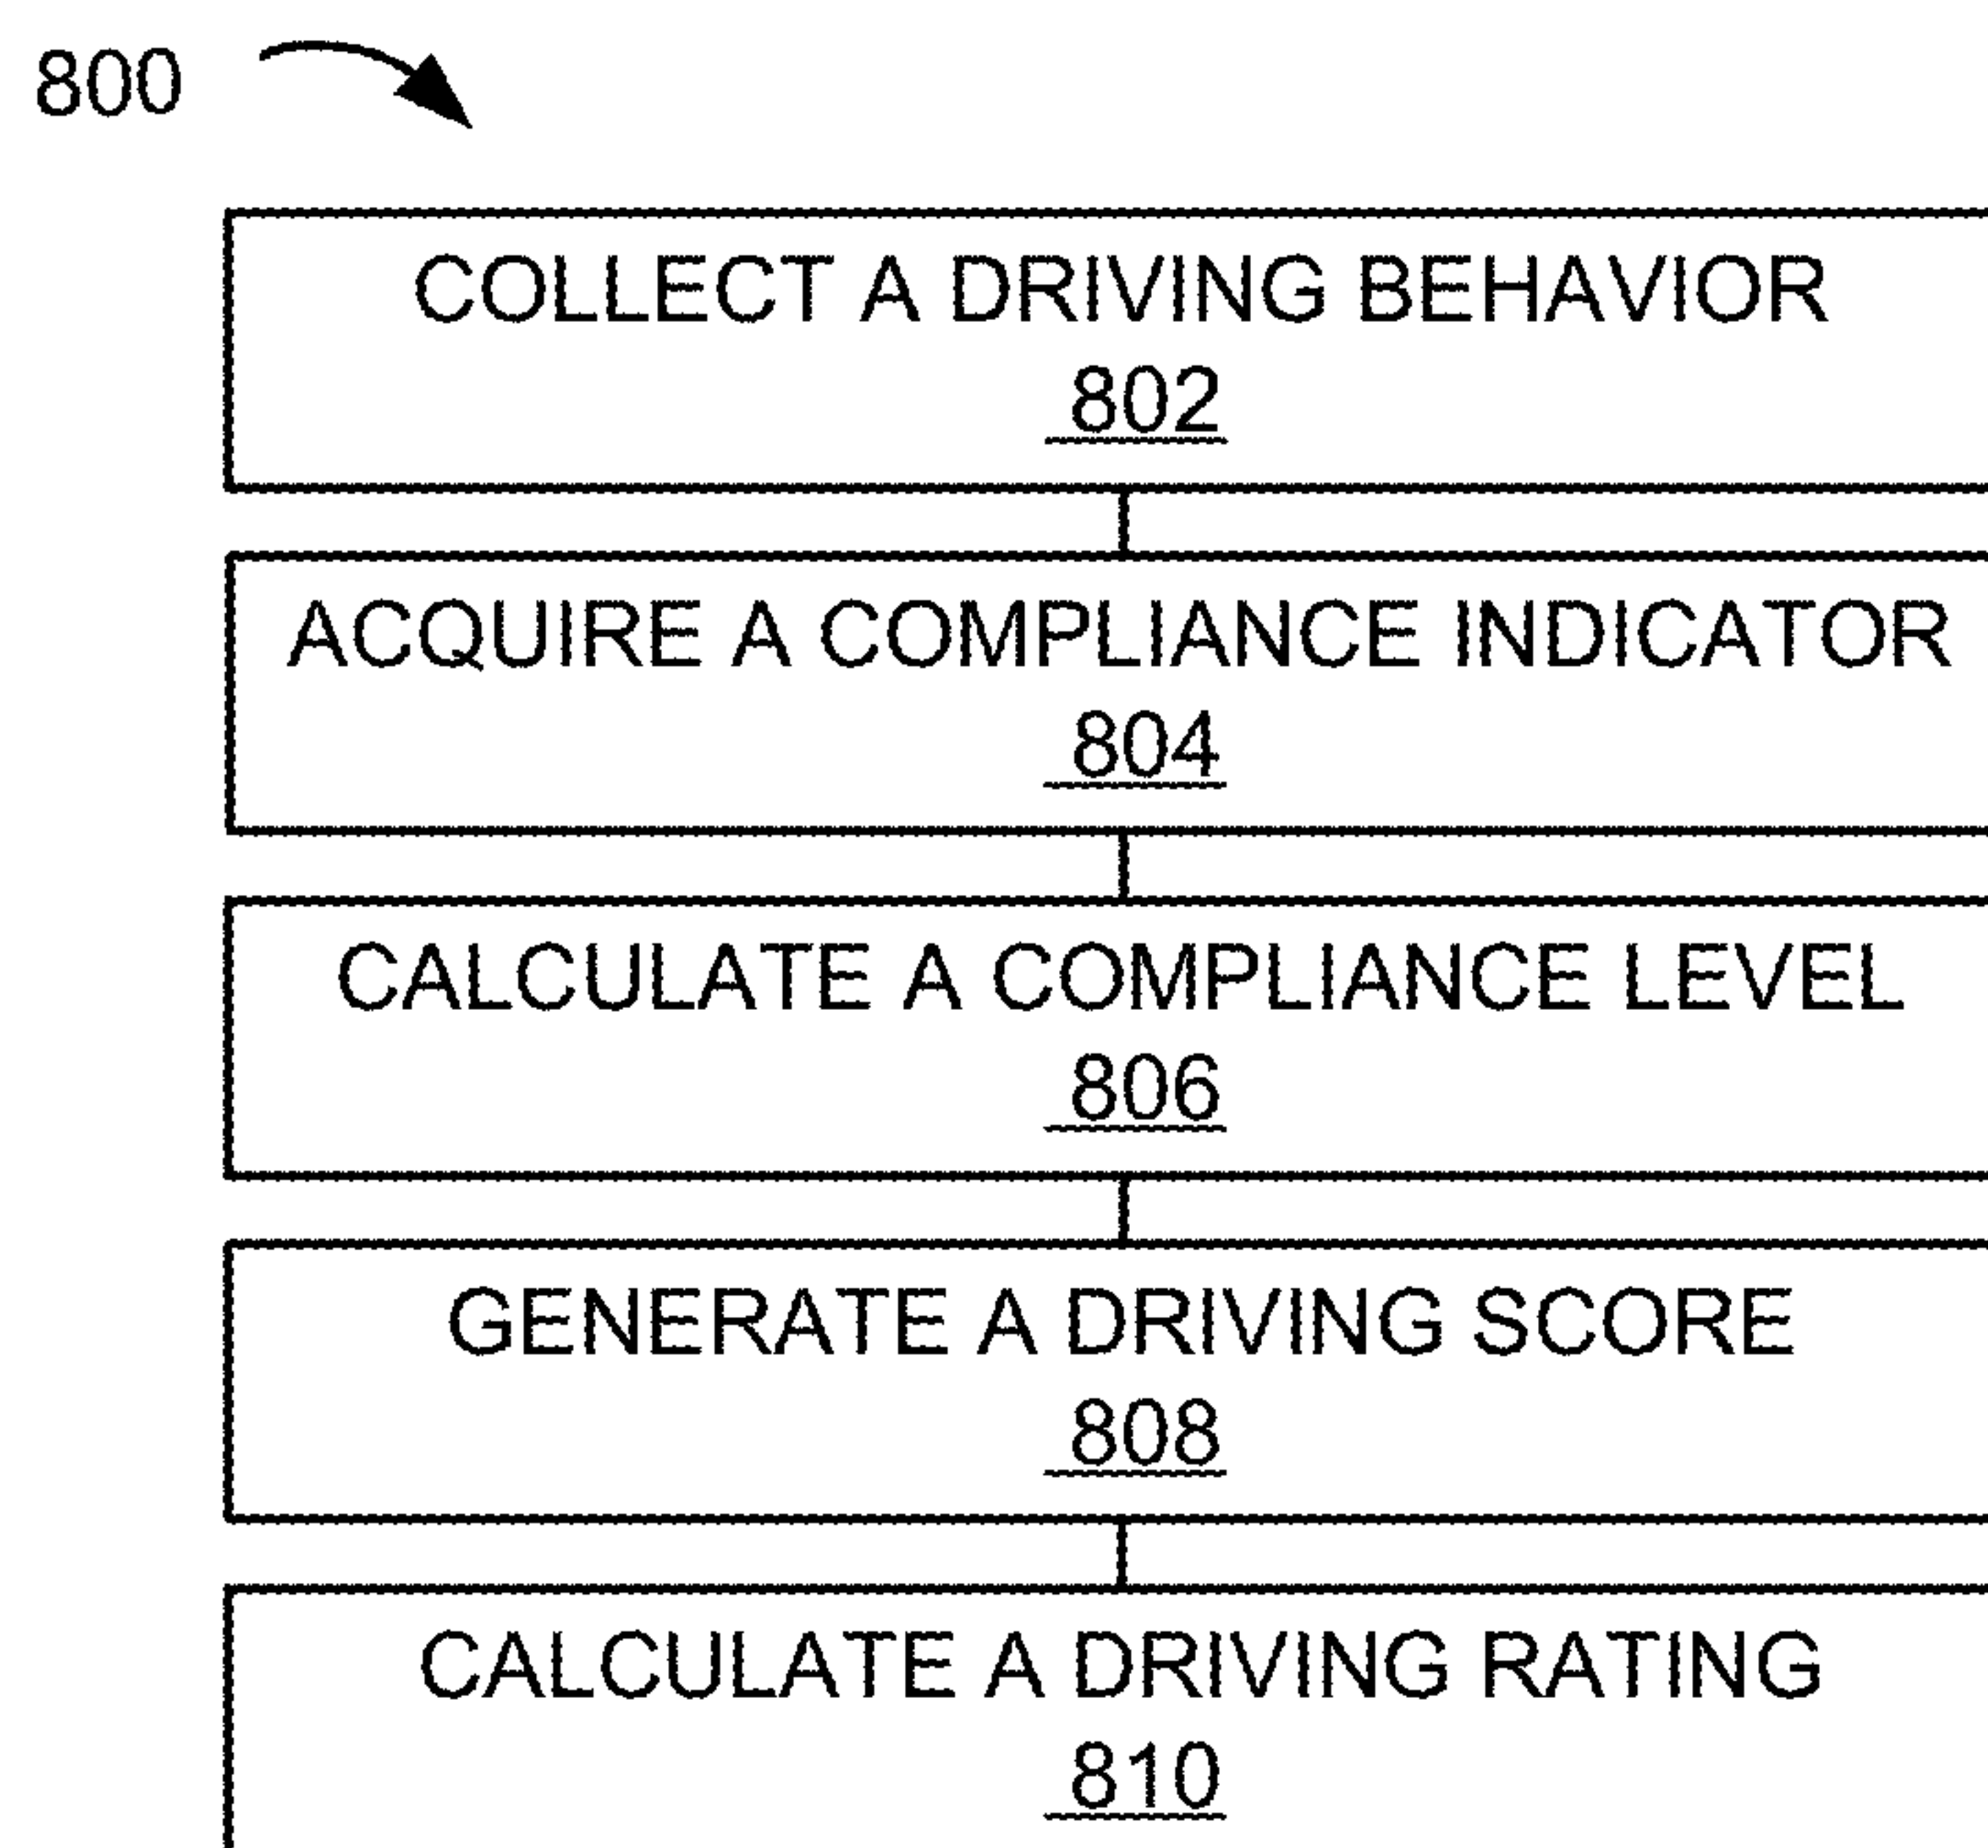 800
COLLECT A DRIVING BEHAVIOR
802
ACQUIRE A COMPLIANCE INDICATOR
804
CALCULATE A COMPLIANCE LEVEL
806
GENERATE A DRIVING SCORE
808
CALCULATE A DRIVING RATING
810